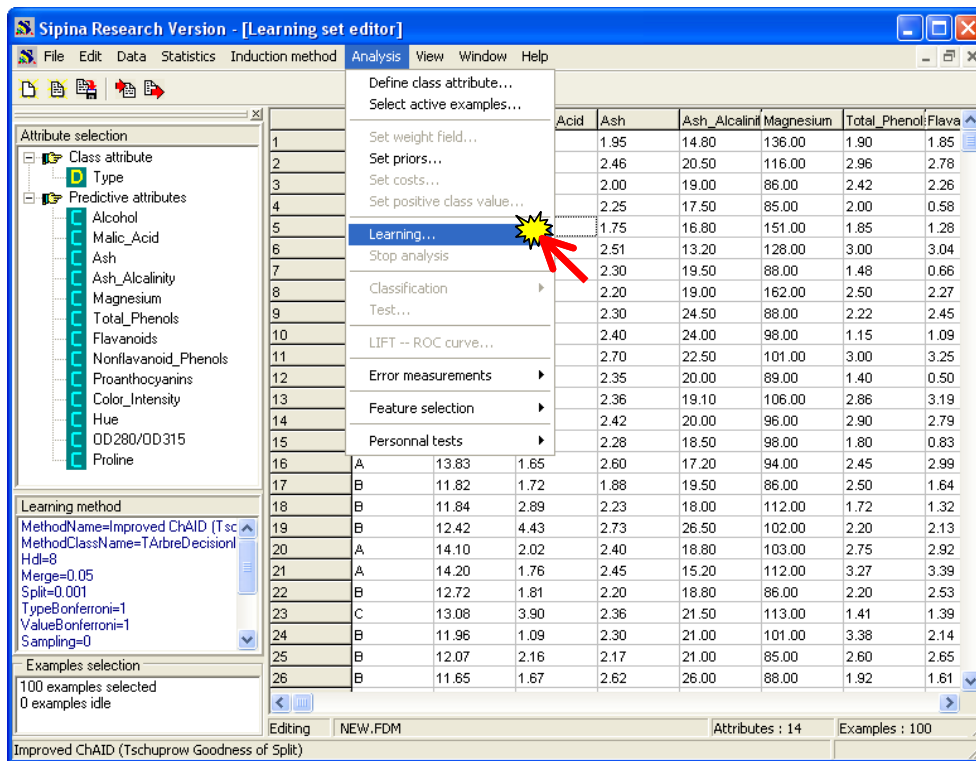 Sipina Research Version - [Learning set editor]
File Edit Data Statistics Induction method Analysis View Window Help
Define class attribute...
Select active examples...
Set weight field...
Set priors...
Set costs...
Set positive class value...
Learning...
Stop analysis
Classification
Test...
LIFT -- ROC curve...
Error measurements
Feature selection
Personnal tests
Attribute selection
Class attribute
D Type
Predictive attributes
C Alcohol
C Malic_Acid
C Ash
C Ash_Alcalinity
C Magnesium
C Total_Phenols
C Flavanoids
C Nonflavanoid_Phenols
C Proanthocyanins
C Color_Intensity
C Hue
C OD280/OD315
C Proline
Learning method
MethodName=Improved ChAID (Tsc
MethodClassName=TArbreDecisionI
Hdl=8
Merge=0.05
Split=0.001
TypeBonferroni=1
ValueBonferroni=1
Sampling=0
Examples selection
100 examples selected
0 examples idle
Acid Ash Ash_Alcalinit Magnesium Total_Phenol Flava
1 1.95 14.80 136.00 1.90 1.85
2 2.46 20.50 116.00 2.96 2.78
3 2.00 19.00 86.00 2.42 2.26
4 2.25 17.50 85.00 2.00 0.58
5 1.75 16.80 151.00 1.85 1.28
6 2.51 13.20 128.00 3.00 3.04
7 2.30 19.50 88.00 1.48 0.66
8 2.20 19.00 162.00 2.50 2.27
9 2.30 24.50 88.00 2.22 2.45
10 2.40 24.00 98.00 1.15 1.09
11 2.70 22.50 101.00 3.00 3.25
12 2.35 20.00 89.00 1.40 0.50
13 2.36 19.10 106.00 2.86 3.19
14 2.42 20.00 96.00 2.90 2.79
15 2.28 18.50 98.00 1.80 0.83
16 A 13.83 1.65 2.60 17.20 94.00 2.45 2.99
17 B 11.82 1.72 1.88 19.50 86.00 2.50 1.64
18 B 11.84 2.89 2.23 18.00 112.00 1.72 1.32
19 B 12.42 4.43 2.73 26.50 102.00 2.20 2.13
20 A 14.10 2.02 2.40 18.80 103.00 2.75 2.92
21 A 14.20 1.76 2.45 15.20 112.00 3.27 3.39
22 B 12.72 1.81 2.20 18.80 86.00 2.20 2.53
23 C 13.08 3.90 2.36 21.50 113.00 1.41 1.39
24 B 11.96 1.09 2.30 21.00 101.00 3.38 2.14
25 B 12.07 2.16 2.17 21.00 85.00 2.60 2.65
26 B 11.65 1.67 2.62 26.00 88.00 1.92 1.61
Editing NEW.FDM Attributes : 14 Examples : 100
Improved ChAID (Tschuprow Goodness of Split)